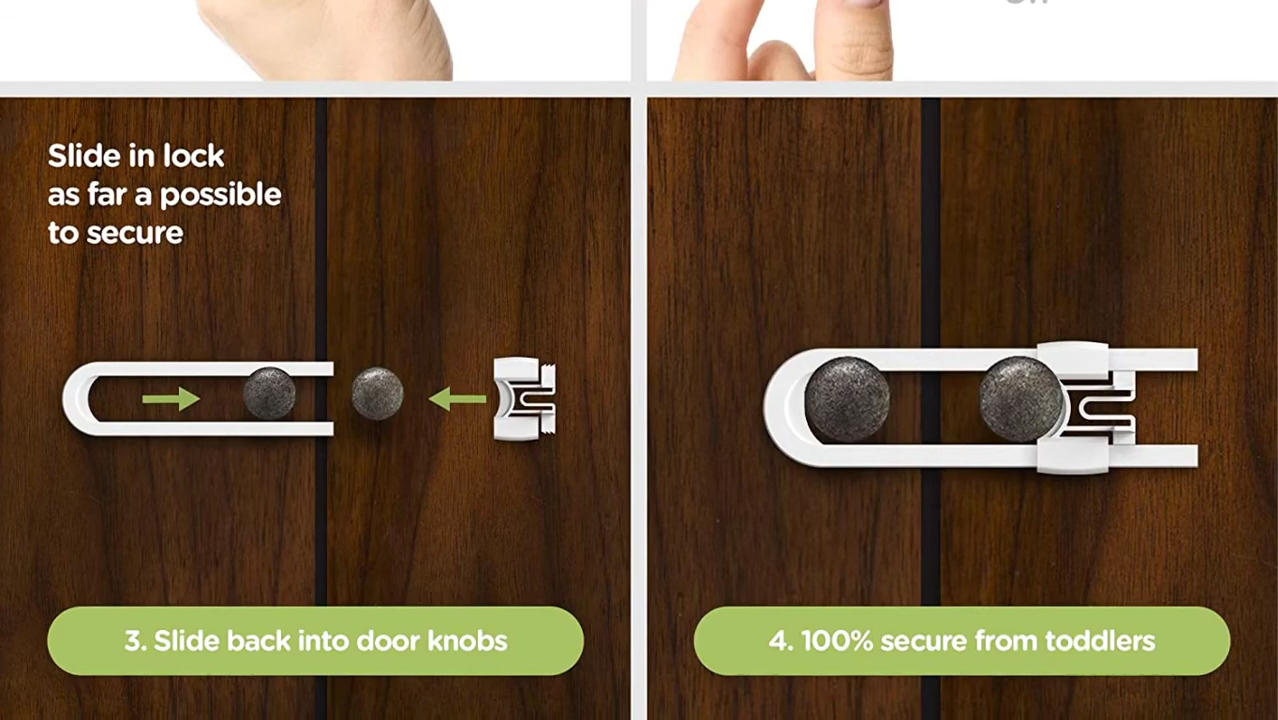 Slide in lock
as far a possible
to secure
3. Slide back into door knobs
4. 100% secure from toddlers